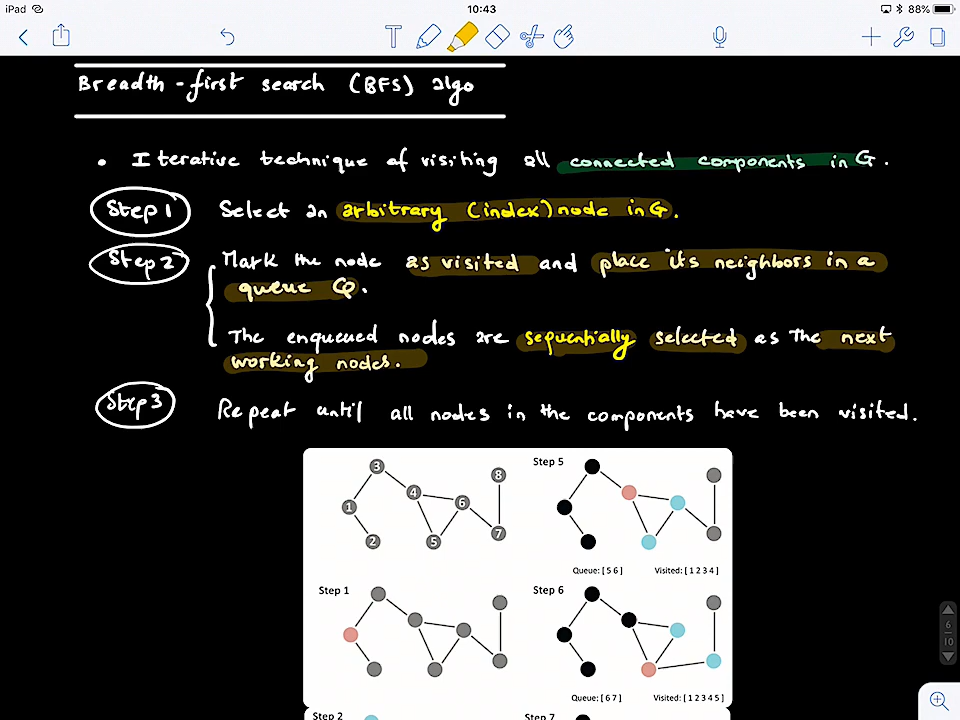 iPad
10:43
88%
T
Breadth-first search (BFS) algo
• Iterative technique of visiting all connected components in G.
Step 1 Select an arbitrary (index) node in G.
Step 2 Mark the node as visited and place its neighbors in a
queue Q.
The enqueued nodes are sequentially selected as the next
working nodes.
Step 3 Repeat until all nodes in the components have been visited.
3
4
1
2
5
6
7
8
Step 5
Queue: [ 5 6 ] Visited: [ 1 2 3 4 ]
Step 1
Step 6
Queue: [ 6 7 ] Visited: [ 1 2 3 4 5 ]
Step 2
Step 7
6
10